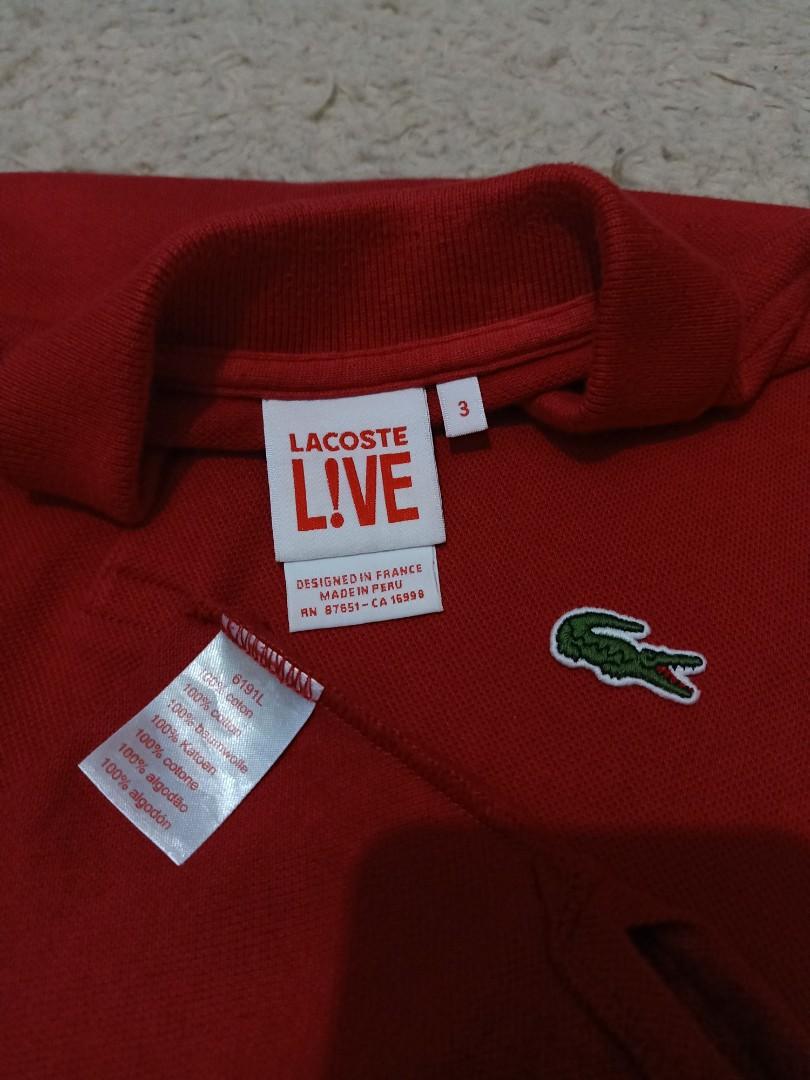 LACOSTE
L!VE
3
DESIGNED IN FRANCE
MADE IN PERU
RN 87651-CA 16998
6191L
100% coton
100% cotton
100% baumwolle
100% Katoen
100% cotone
100% algodão
100% algodón